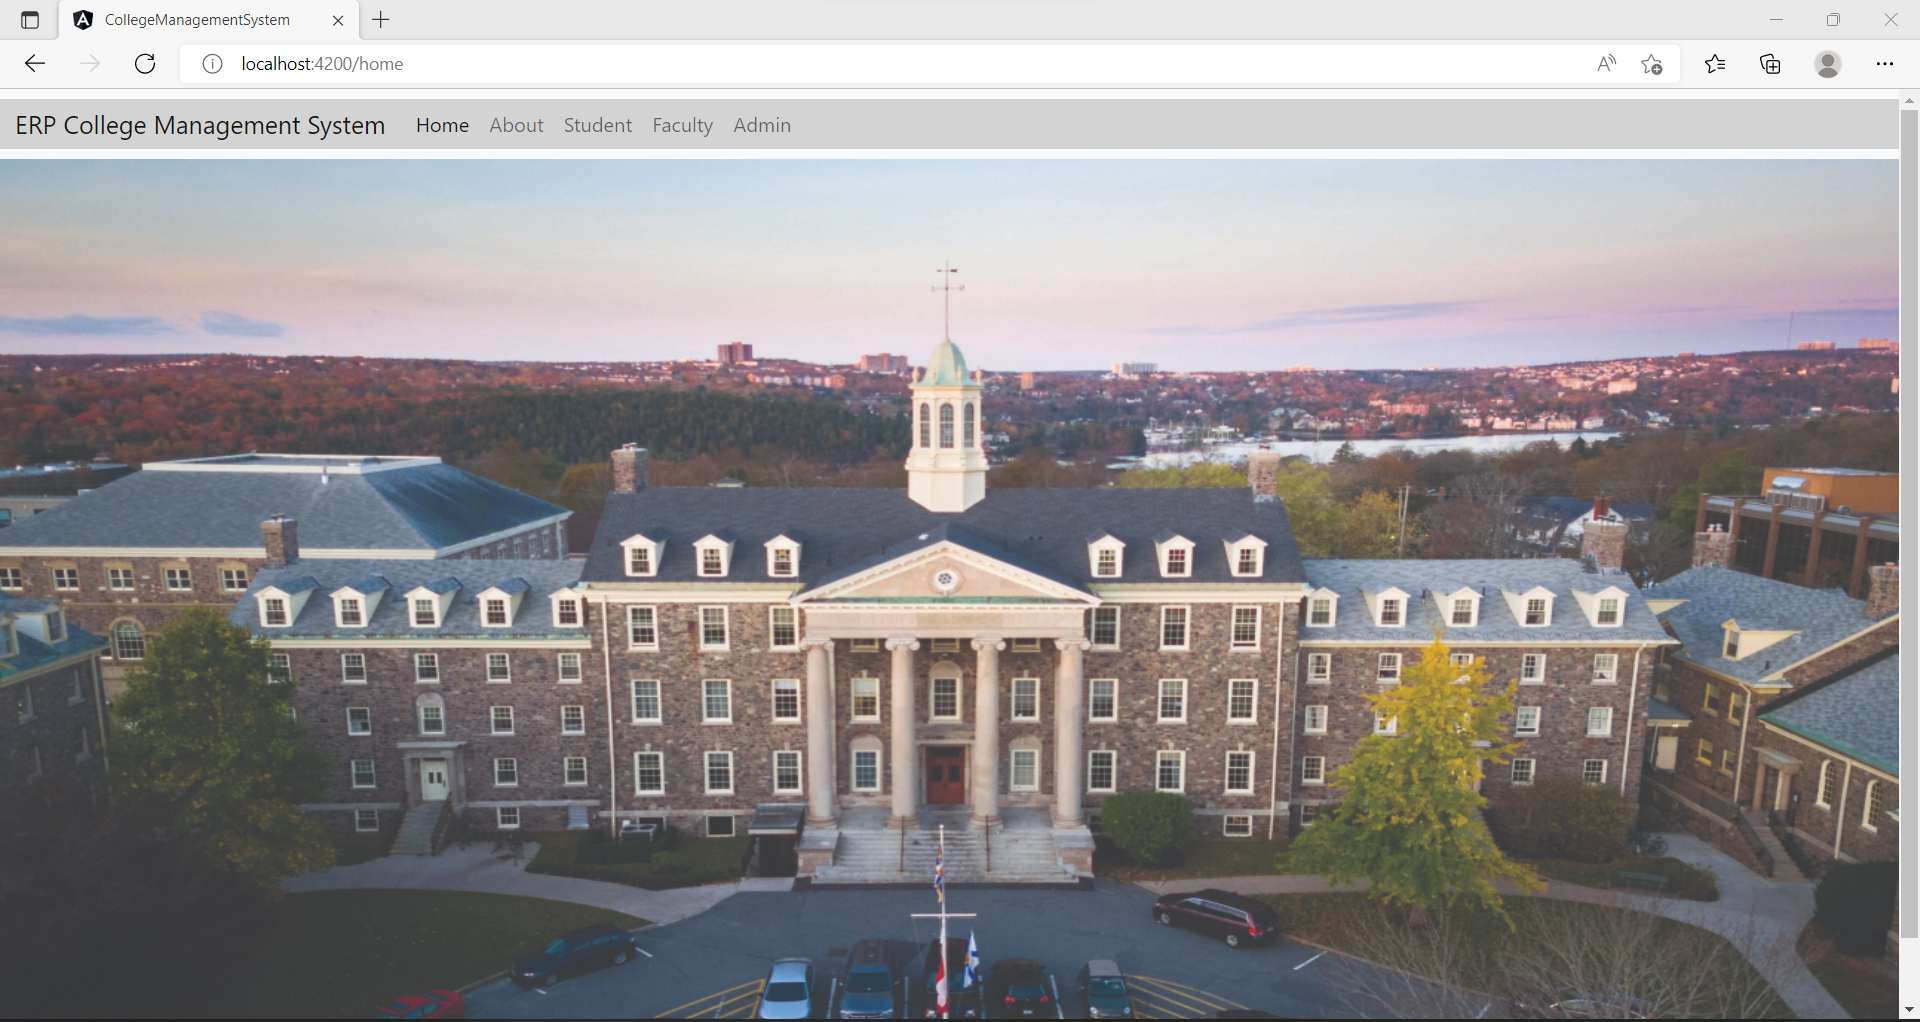 CollegeManagementSystem
localhost:4200/home
ERP College Management System Home About Student Faculty Admin